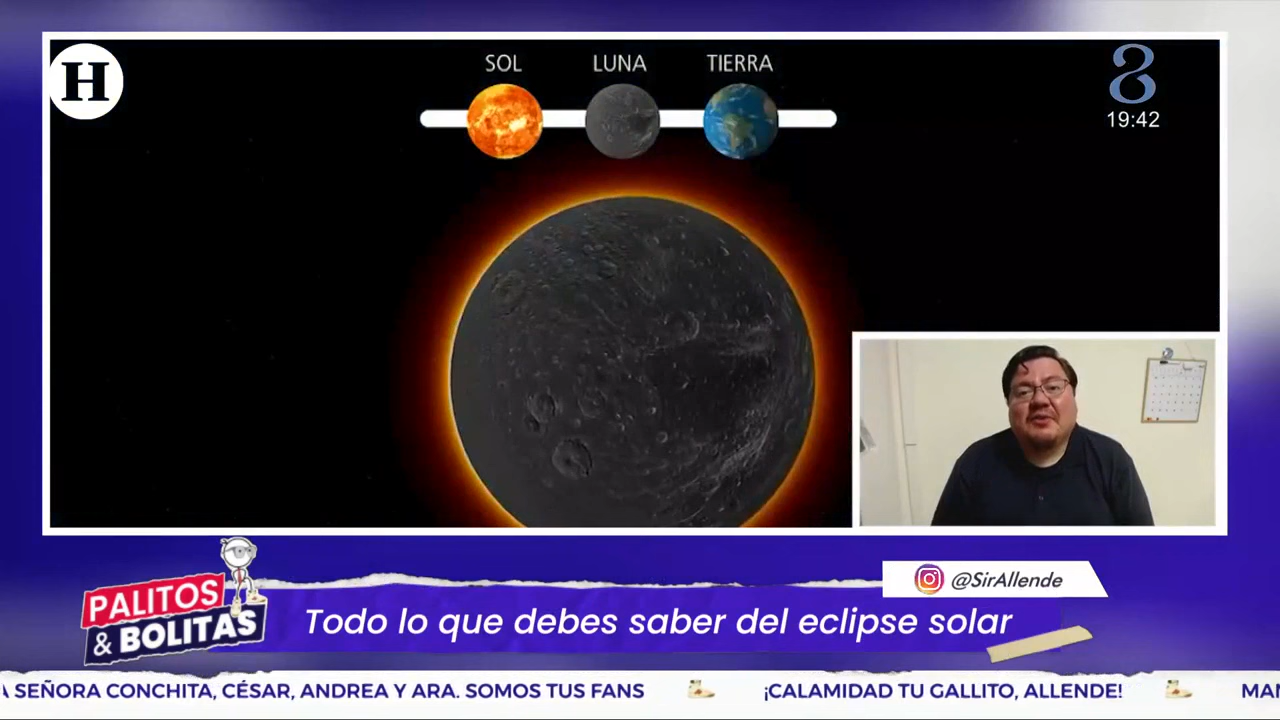 H
SOL LUNA TIERRA
8
19:42
PALITOS
& BOLITAS
@SirAllende
Todo lo que debes saber del eclipse solar
A SEÑORA CONCHITA, CÉSAR, ANDREA Y ARA. SOMOS TUS FANS ¡CALAMIDAD TU GALLITO, ALLENDE! MAN